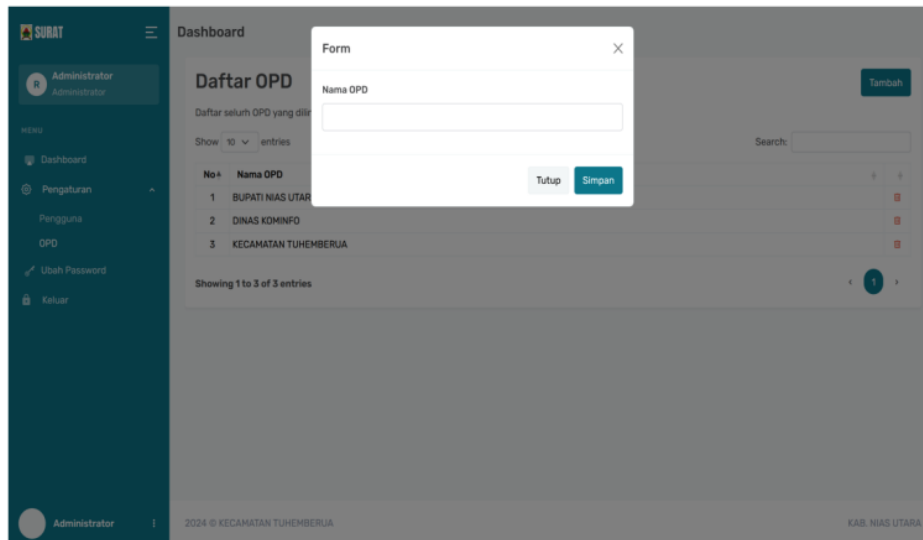 SURAT
Dashboard
R
Administrator
Administrator
MENU
Dashboard
Pengaturan
Pengguna
OPD
Ubah Password
Keluar
Administrator
Form
Nama OPD
Tutup
Simpan
Daftar OPD
Tambah
Daftar selurh OPD yang dilir
Show 10 entries
Search:
No Nama OPD
1 BUPATI NIAS UTAR
2 DINAS KOMINFO
3 KECAMATAN TUHEMBERUA
Showing 1 to 3 of 3 entries
‹ 1 ›
2024 © KECAMATAN TUHEMBERUA
KAB. NIAS UTARA